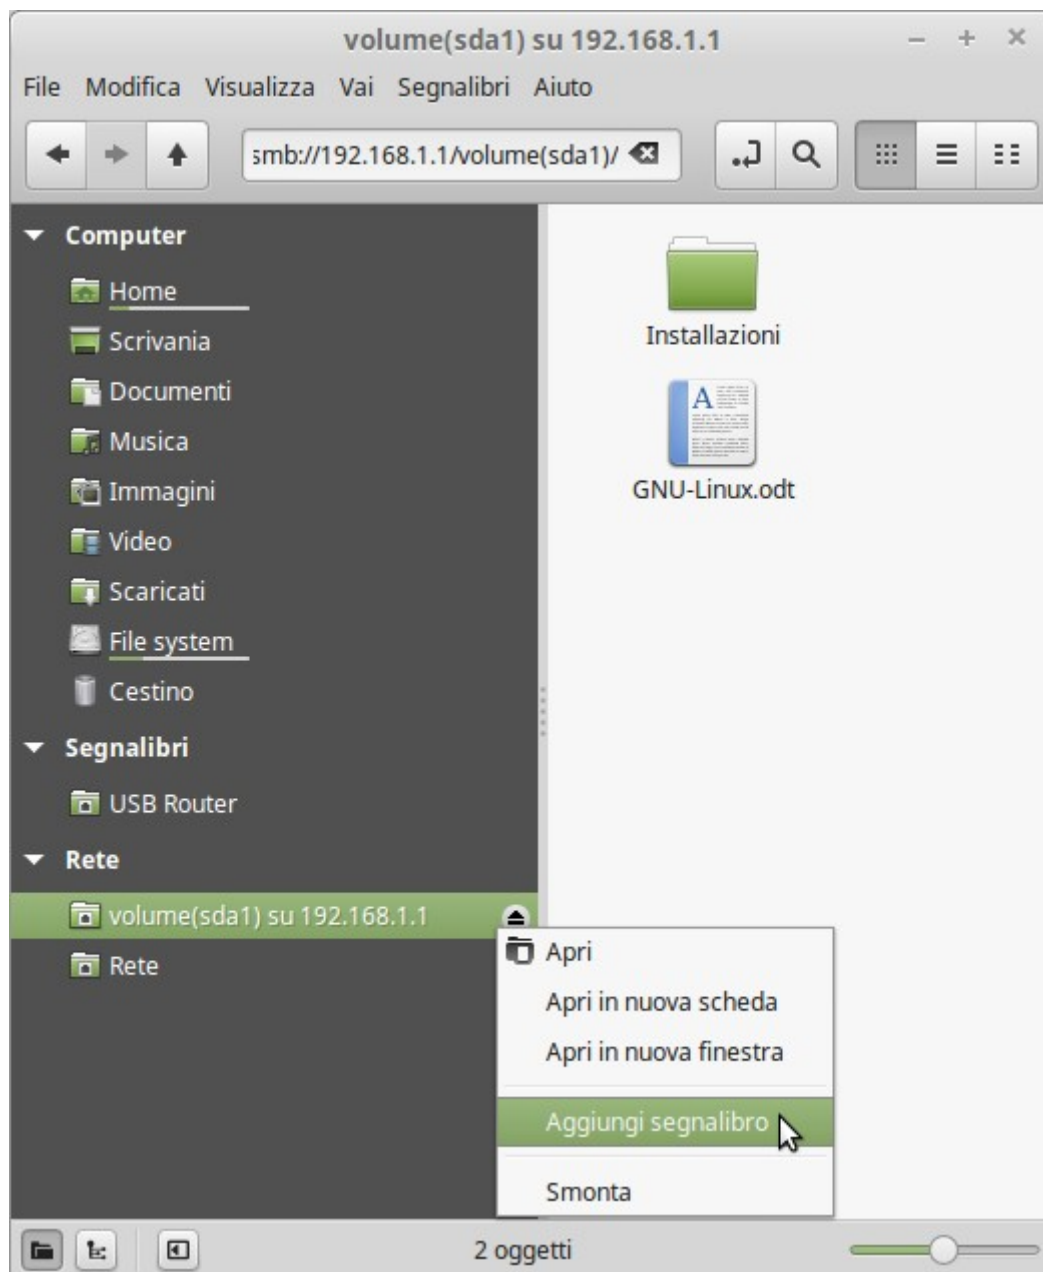 volume(sda1) su 192.168.1.1
File Modifica Visualizza Vai Segnalibri Aiuto
smb://192.168.1.1/volume(sda1)/
Computer
Home
Scrivania
Documenti
Musica
Immagini
Video
Scaricati
File system
Cestino
Segnalibri
USB Router
Rete
volume(sda1) su 192.168.1.1
Rete
Installazioni
GNU-Linux.odt
Apri
Apri in nuova scheda
Apri in nuova finestra
Aggiungi segnalibro
Smonta
2 oggetti